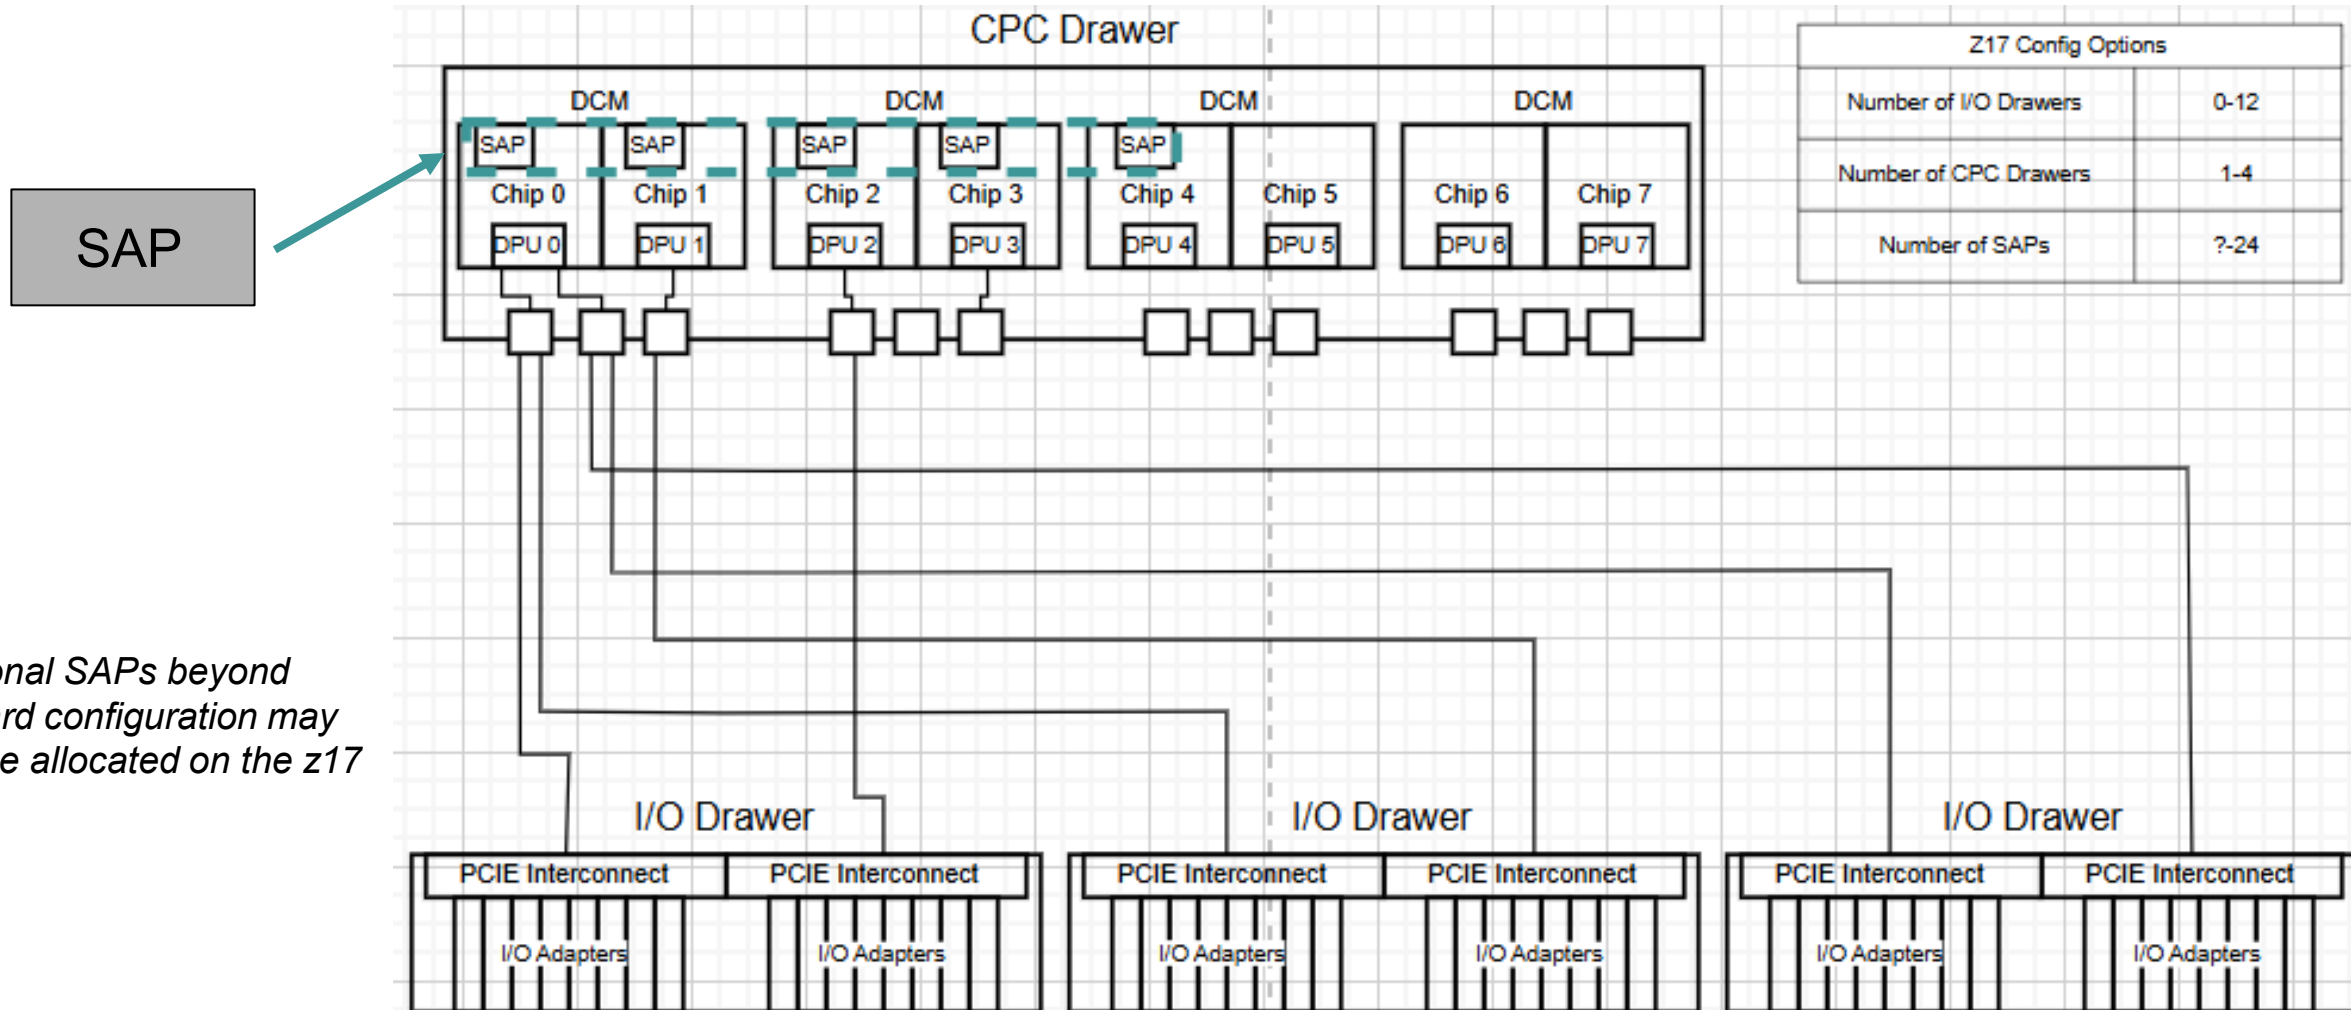 CPC Drawer
Z17 Config Options
Number of I/O Drawers 0-12
Number of CPC Drawers 1-4
Number of SAPs ?-24
DCM DCM DCM DCM
SAP SAP SAP SAP SAP
Chip 0 Chip 1 Chip 2 Chip 3 Chip 4 Chip 5 Chip 6 Chip 7
DPU 0 DPU 1 DPU 2 DPU 3 DPU 4 DPU 5 DPU 6 DPU 7
SAP
SAPs beyond
configuration may
allocated on the z17
I/O Drawer I/O Drawer I/O Drawer
PCIE Interconnect PCIE Interconnect PCIE Interconnect PCIE Interconnect PCIE Interconnect PCIE Interconnect
I/O Adapters I/O Adapters I/O Adapters I/O Adapters I/O Adapters I/O Adapters